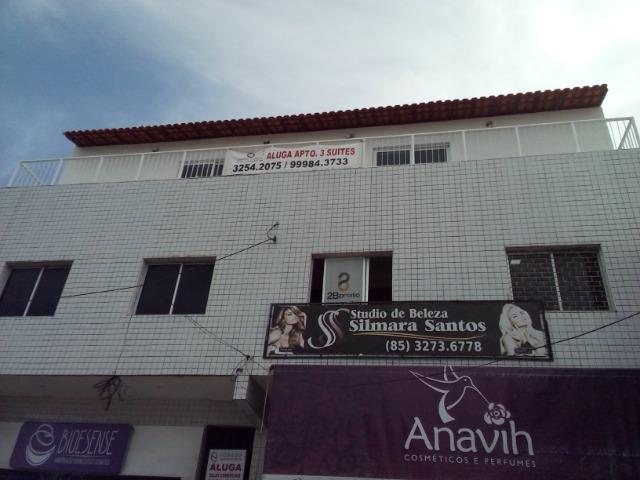 ALUGA APTO. 3 SUITES
3254.2075 / 99984.3733
2B
Studio de Beleza
Silmara Santos
(85) 3273.6778
Anavih
COSMÉTICOS E PERFUMES
BIOESENSE
ALUGA